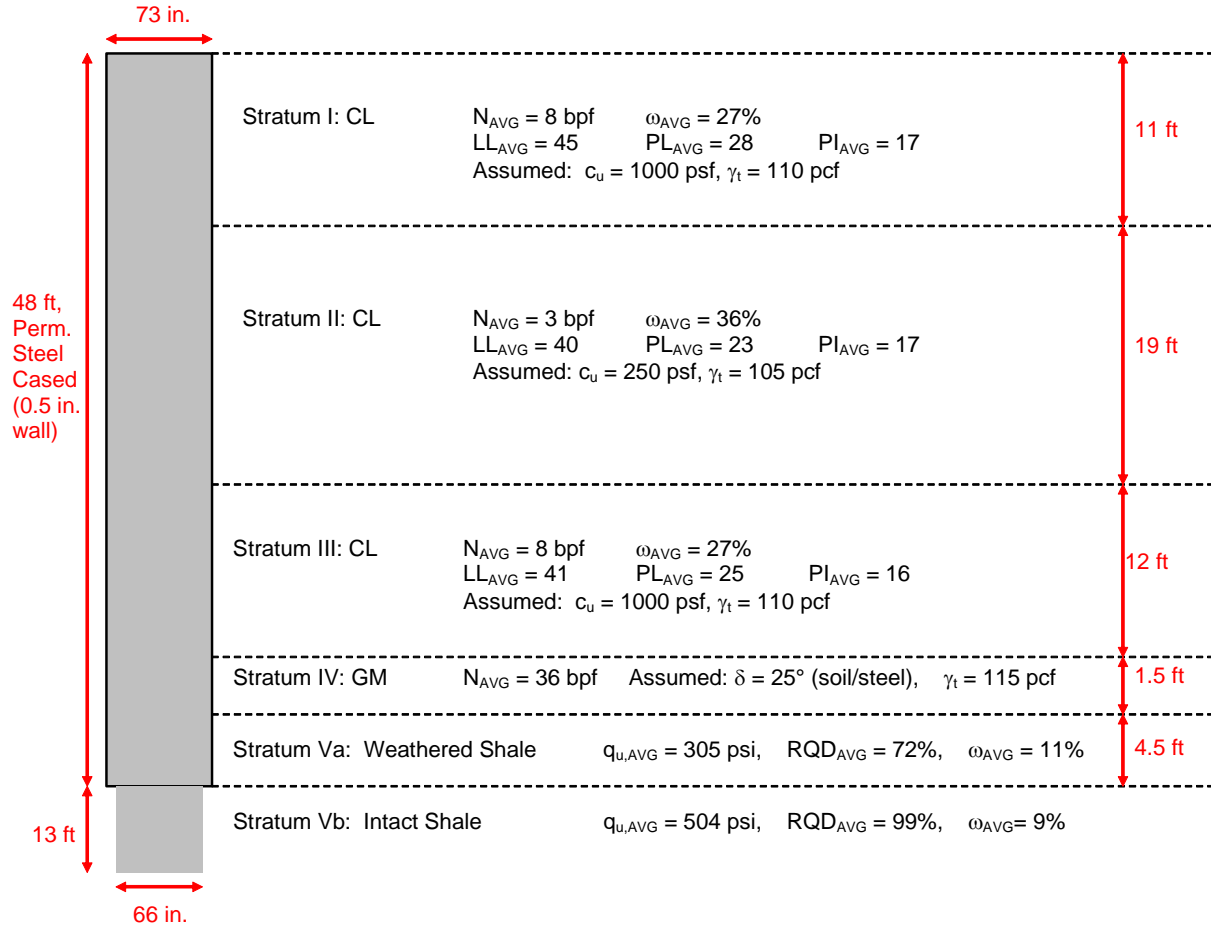 73 in.
Stratum I: CL N_AVG = 8 bpf ω_AVG = 27%
LL_AVG = 45 PL_AVG = 28 PI_AVG = 17
Assumed: c_u = 1000 psf, γ_t = 110 pcf
11 ft
48 ft,
Perm.
Steel
Cased
(0.5 in.
wall)
Stratum II: CL N_AVG = 3 bpf ω_AVG = 36%
LL_AVG = 40 PL_AVG = 23 PI_AVG = 17
Assumed: c_u = 250 psf, γ_t = 105 pcf
19 ft
Stratum III: CL N_AVG = 8 bpf ω_AVG = 27%
LL_AVG = 41 PL_AVG = 25 PI_AVG = 16
Assumed: c_u = 1000 psf, γ_t = 110 pcf
12 ft
Stratum IV: GM N_AVG = 36 bpf Assumed: δ = 25° (soil/steel), γ_t = 115 pcf
1.5 ft
Stratum Va: Weathered Shale q_u,AVG = 305 psi, RQD_AVG = 72%, ω_AVG = 11%
4.5 ft
13 ft
Stratum Vb: Intact Shale q_u,AVG = 504 psi, RQD_AVG = 99%, ω_AVG= 9%
66 in.